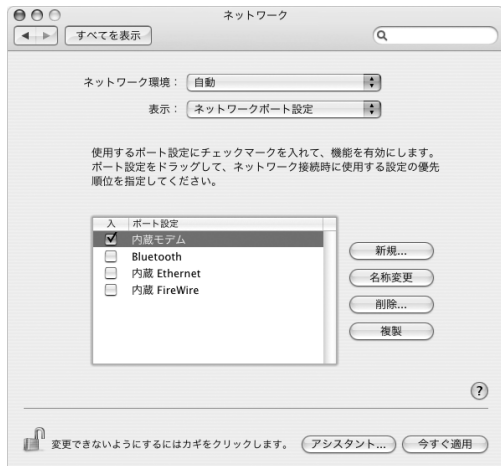 ネットワーク
すべてを表示
ネットワーク環境： 自動
表示： ネットワークポート設定
使用するポート設定にチェックマークを入れて、機能を有効にします。
ポート設定をドラッグして、ネットワーク接続時に使用する設定の優先
順位を指定してください。
入 ポート設定
内蔵モデム
Bluetooth
内蔵 Ethernet
内蔵 FireWire
新規...
名称変更
削除...
複製
?
変更できないようにするにはカギをクリックします。 アシスタント... 今すぐ適用